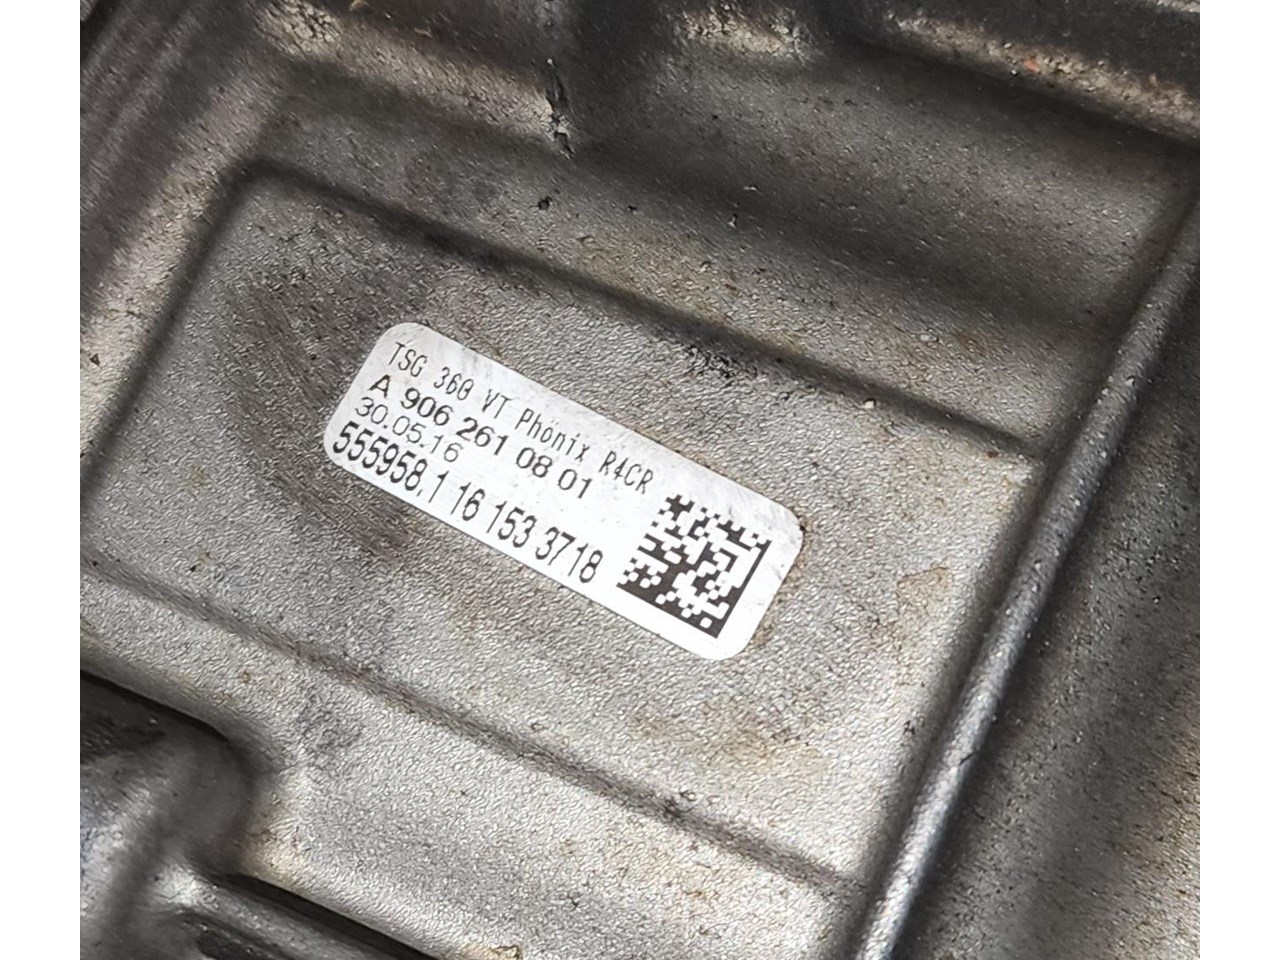 TSG 360 VT Phönix R4CR
A 906 261 08 01
30.05.16
555958.1 16 153 3718